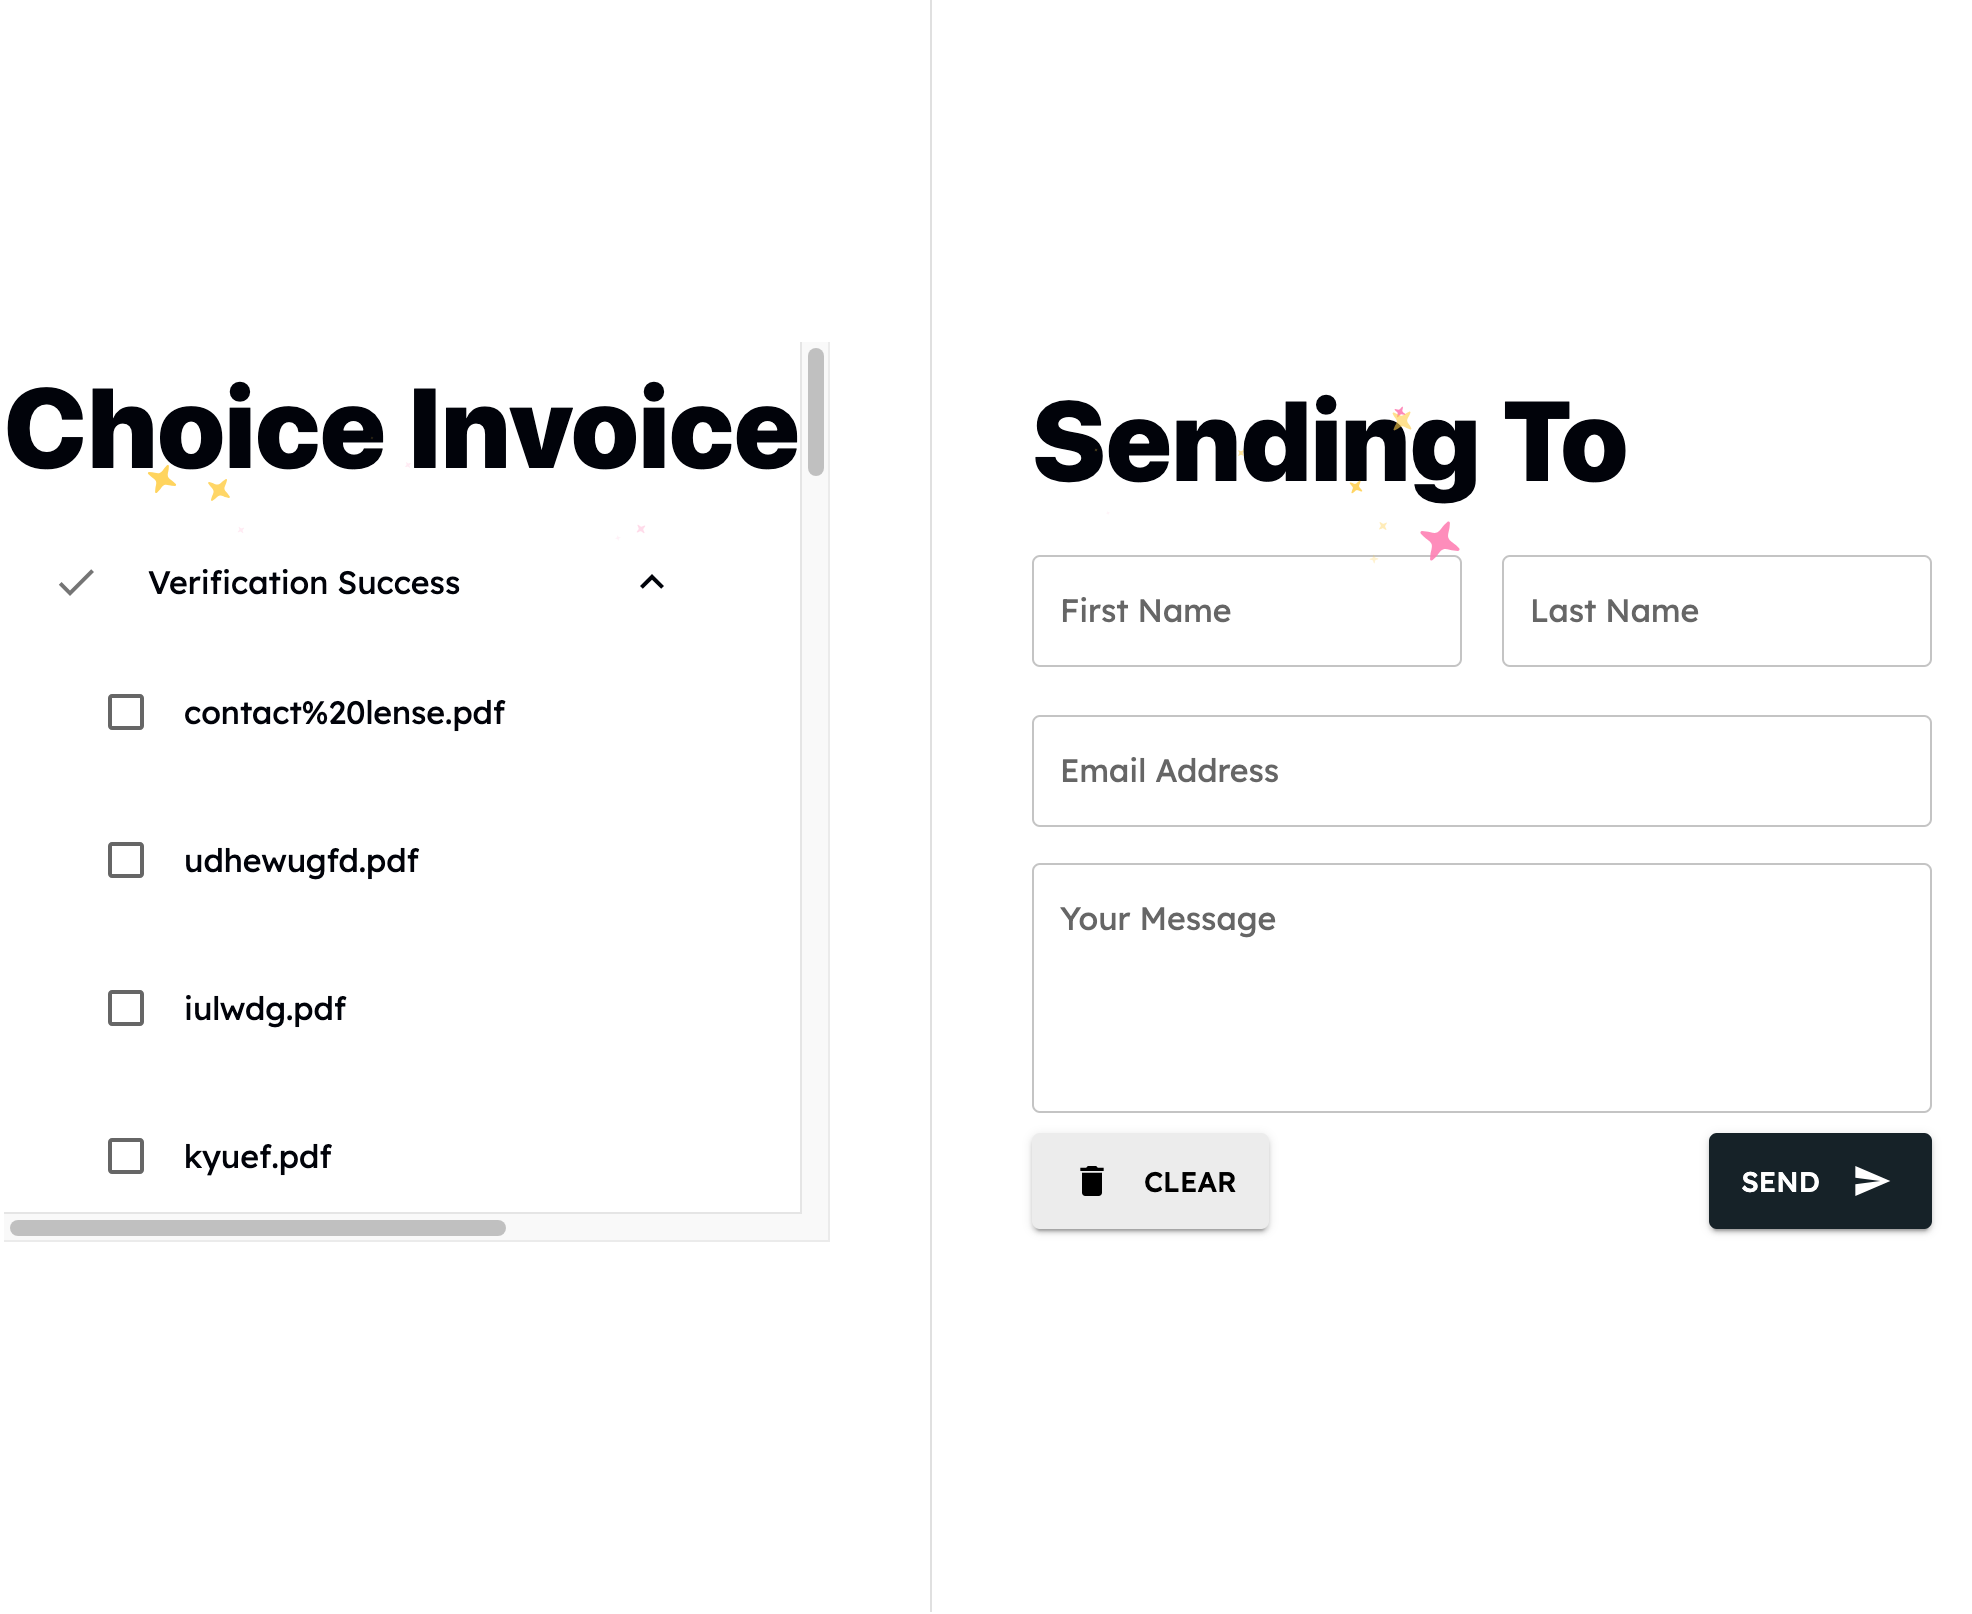 Choice Invoice
Verification Success
contact%20lense.pdf
udhewugfd.pdf
iulwdg.pdf
kyuef.pdf
Sending To
First Name
Last Name
Email Address
Your Message
CLEAR
SEND